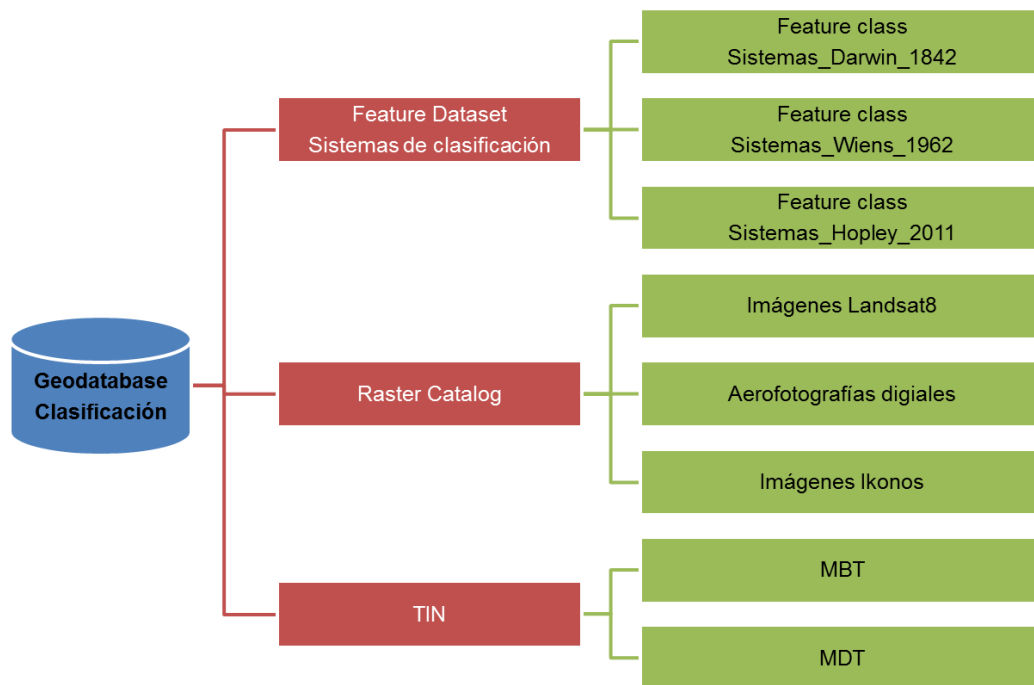 Feature class
Sistemas_Darwin_1842
Feature Dataset
Sistemas de clasificación
Feature class
Sistemas_Wiens_1962
Feature class
Sistemas_Hopley_2011
Geodatabase
Clasificación
Raster Catalog
Imágenes Landsat8
Aerofotografías digiales
Imágenes Ikonos
TIN
MBT
MDT